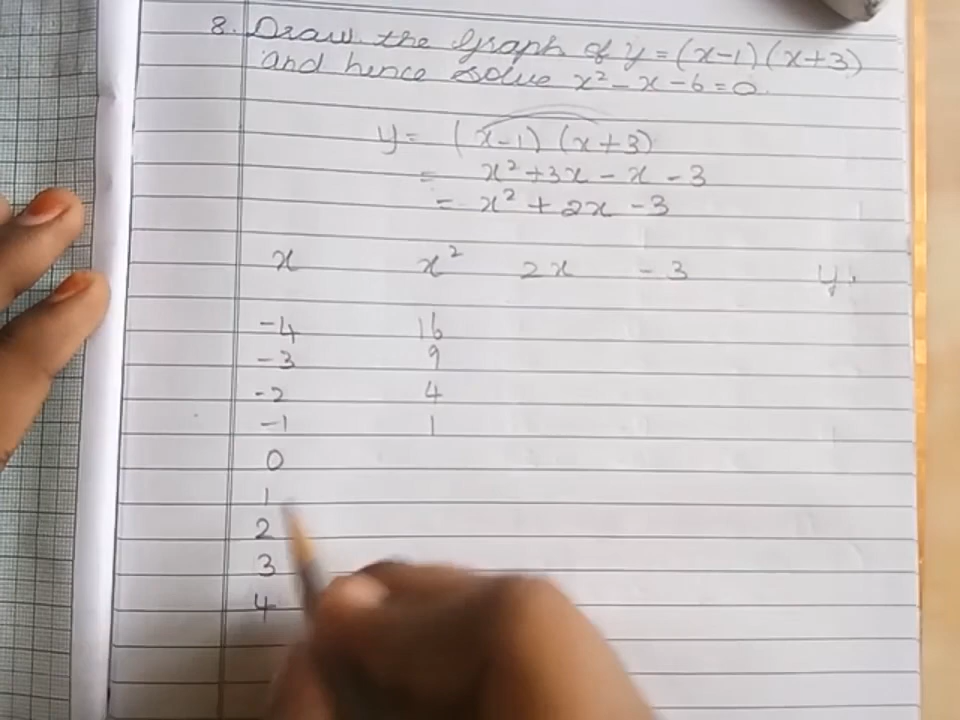 8. Draw the Graph of y = (x-1) (x+3)
and hence solve x² - x - 6 = 0.
y = (x-1) (x+3)
= x² + 3x - x - 3
= x² + 2x - 3
x x² 2x - 3 y.
-4 16
-3 9
-2 4
-1 1
0
1
2
3
4